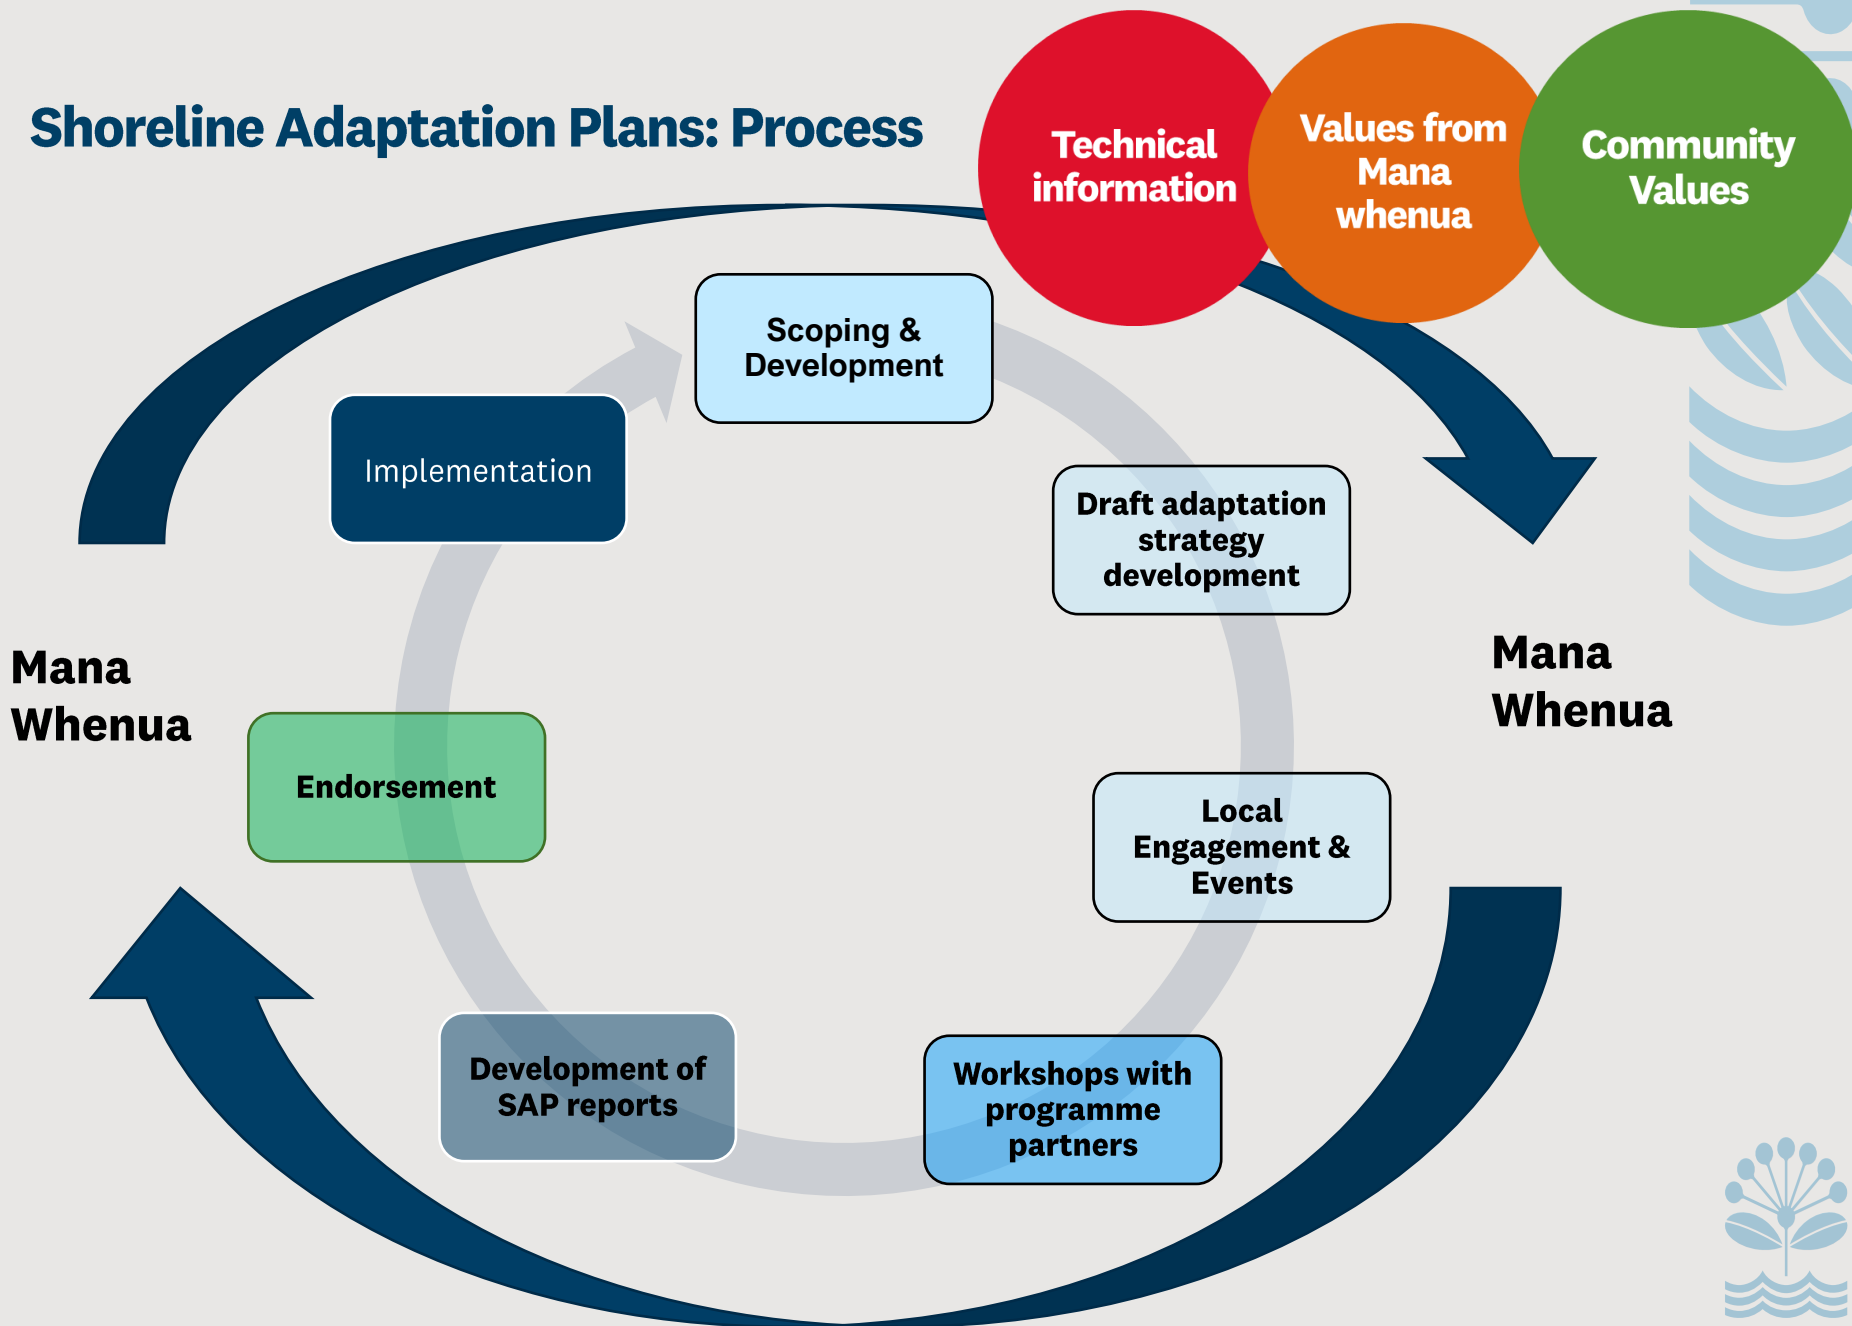 Shoreline Adaptation Plans: Process
Technical
information
Values from
Mana
whenua
Community
Values
Scoping &
Development
Implementation
Draft adaptation
strategy
development
Mana
Whenua
Mana
Whenua
Endorsement
Local
Engagement &
Events
Development of
SAP reports
Workshops with
programme
partners